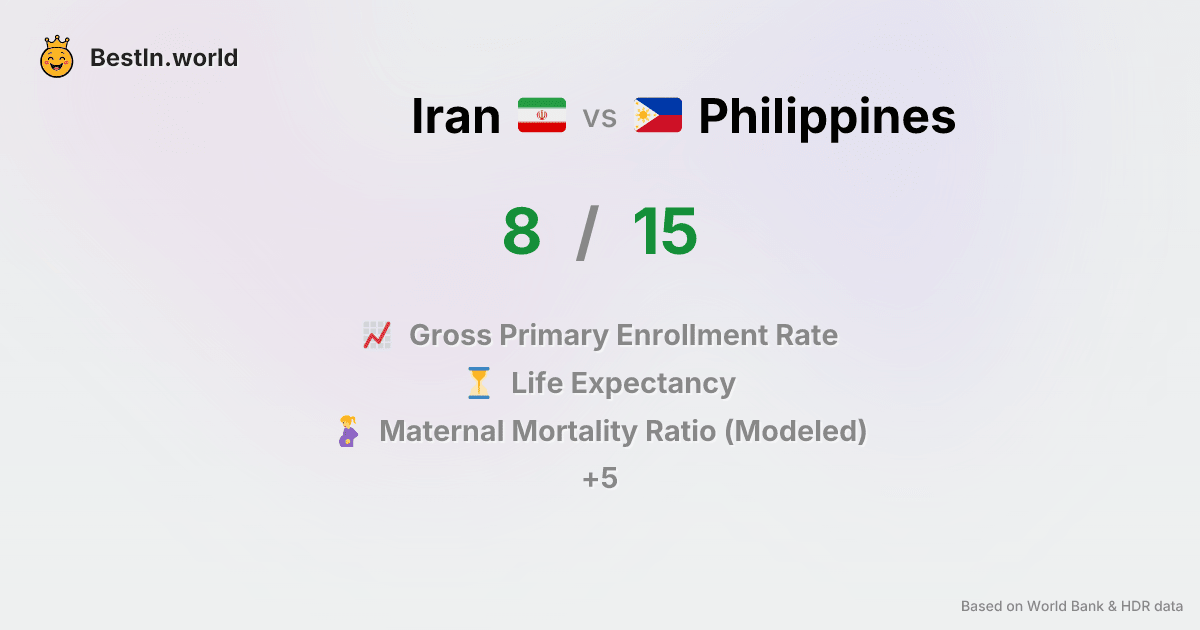 BestIn.world
Iran vs Philippines
8 / 15
Gross Primary Enrollment Rate
Life Expectancy
Maternal Mortality Ratio (Modeled)
+5
Based on World Bank & HDR data